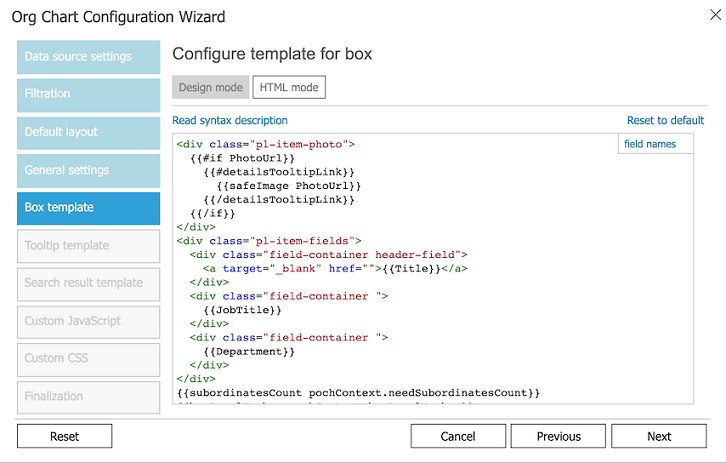 Org Chart Configuration Wizard
Data source settings
Filtration
Default layout
General settings
Box template
Tooltip template
Search result template
Custom JavaScript
Custom CSS
Finalization
Configure template for box
Design mode
HTML mode
Read syntax description
Reset to default
field names
<div class="pl-item-photo">
{{#if PhotoUrl}}
{{#detailsTooltipLink}}
{{safeImage PhotoUrl}}
{{/detailsTooltipLink}}
{{/if}}
</div>
<div class="pl-item-fields">
<div class="field-container header-field">
<a target="_blank" href="">{{Title}}</a>
</div>
<div class="field-container ">
{{JobTitle}}
</div>
<div class="field-container ">
{{Department}}
</div>
</div>
{{subordinatesCount pochContext.needSubordinatesCount}}
Reset
Cancel
Previous
Next